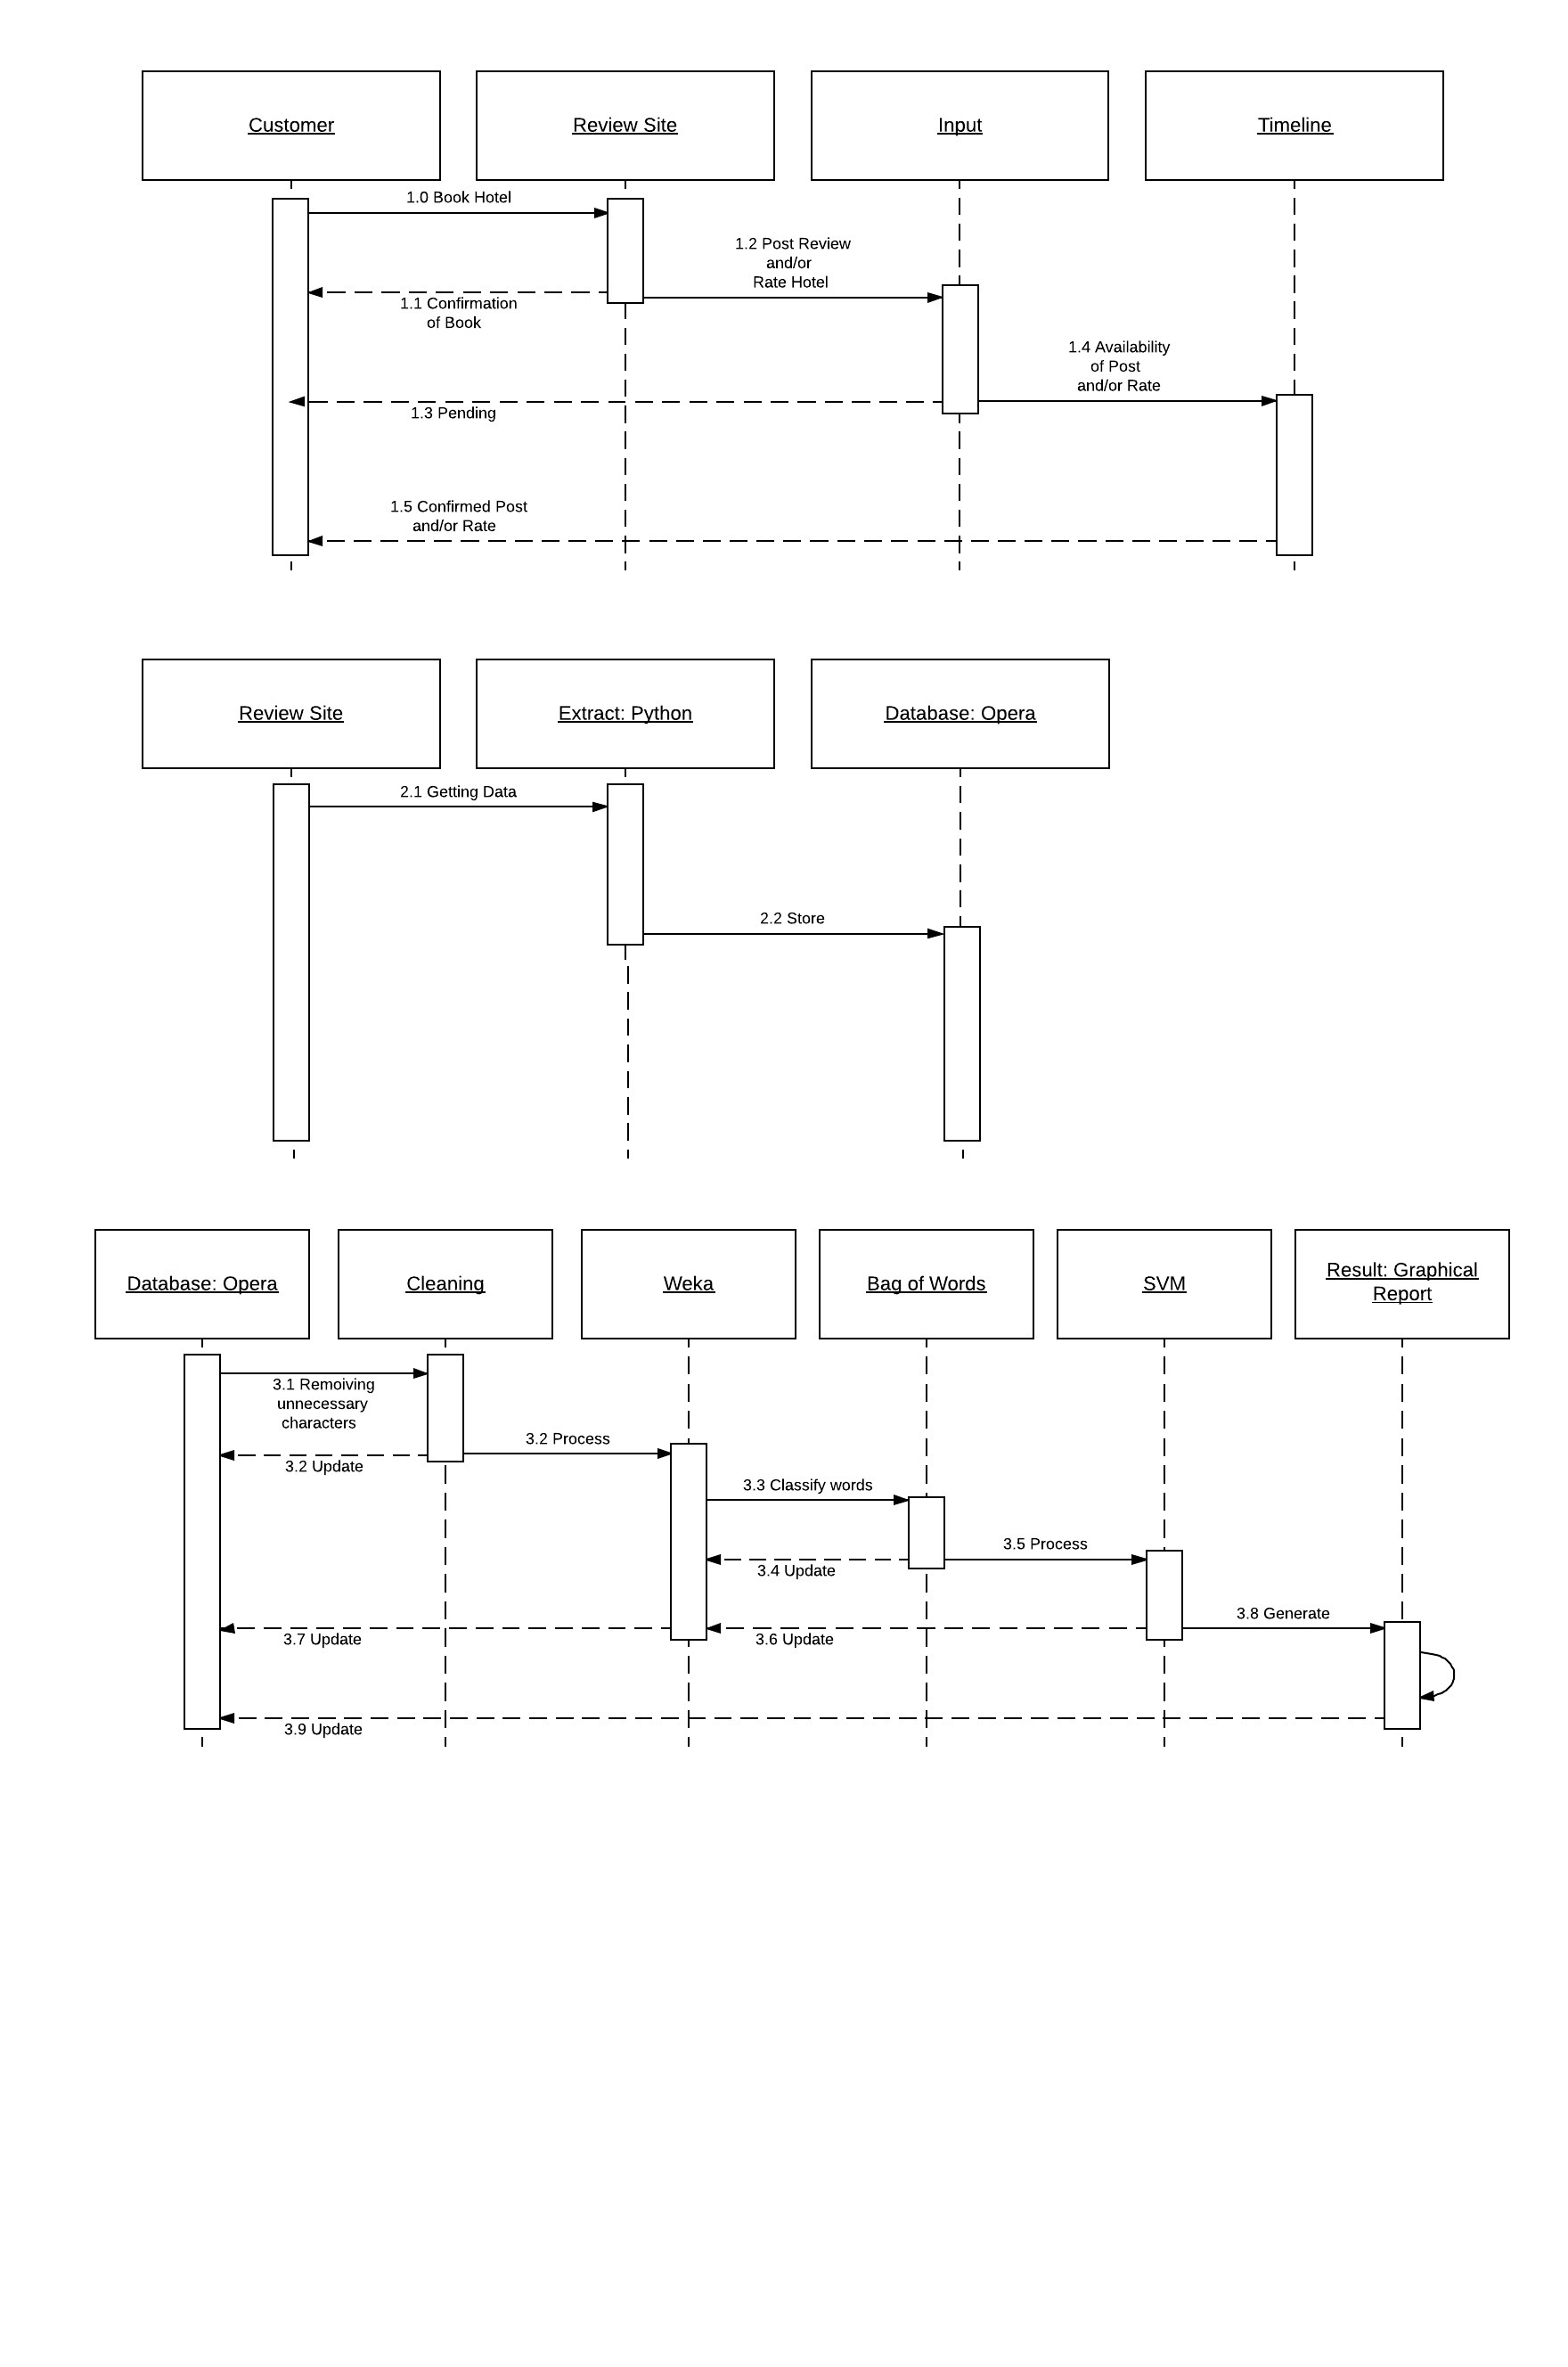 Customer
Review Site
Input
Timeline
1.0 Book Hotel
1.2 Post Review
and/or
Rate Hotel
1.1 Confirmation
of Book
1.4 Availability
of Post
and/or Rate
1.3 Pending
1.5 Confirmed Post
and/or Rate
Review Site
Extract: Python
Database: Opera
2.1 Getting Data
2.2 Store
Database: Opera
Cleaning
Weka
Bag of Words
SVM
Result: Graphical
Report
3.1 Remoiving
unnecessary
characters
3.2 Process
3.2 Update
3.3 Classify words
3.5 Process
3.4 Update
3.8 Generate
3.7 Update
3.6 Update
3.9 Update